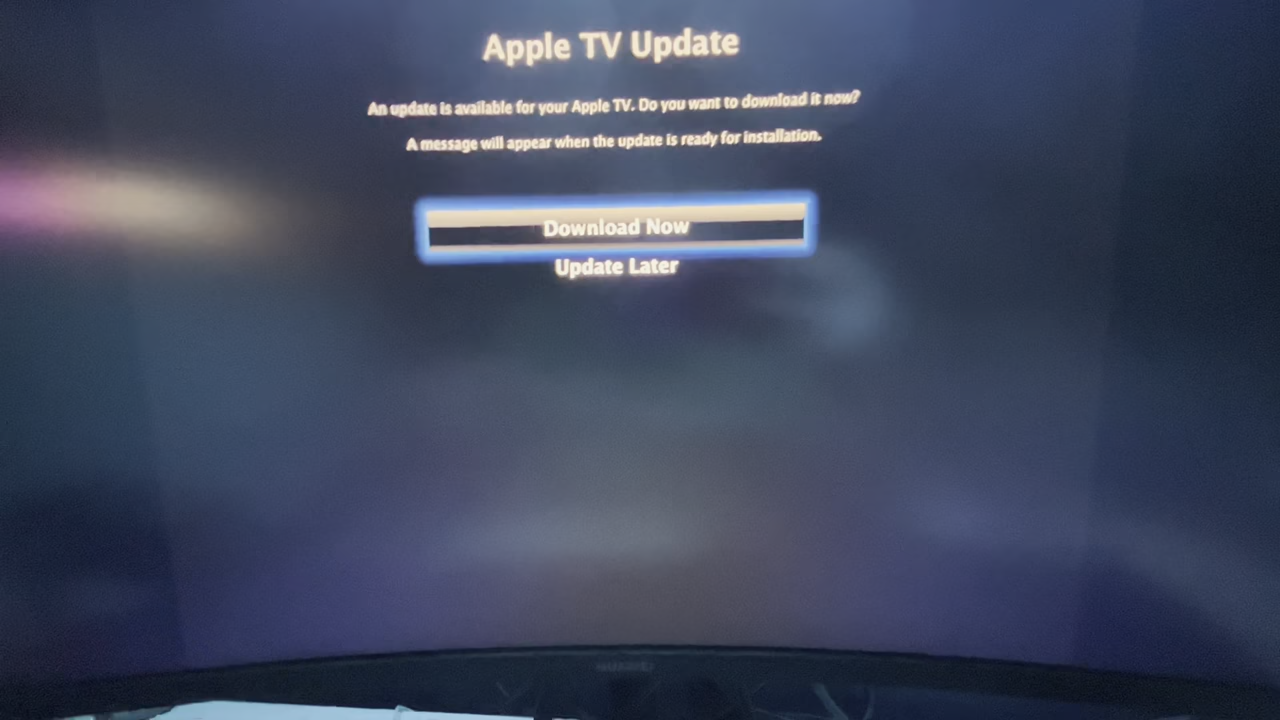 Apple TV Update
An update is available for your Apple TV. Do you want to download it now?
A message will appear when the update is ready for installation.
Download Now
Update Later